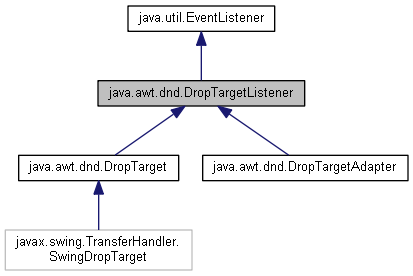 java.util.EventListener
java.awt.dnd.DropTargetListener
java.awt.dnd.DropTarget
java.awt.dnd.DropTargetAdapter
javax.swing.TransferHandler.
SwingDropTarget